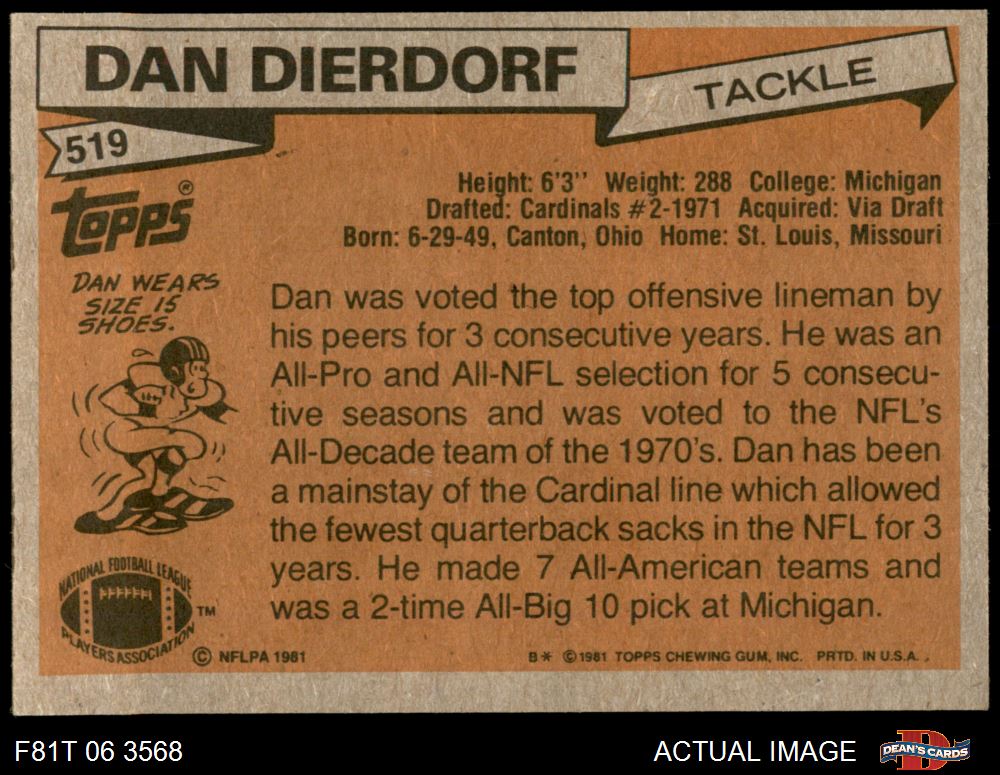 DAN DIERDORF
TACKLE
519
TOPPS®
Height: 6'3'' Weight: 288 College: Michigan
Drafted: Cardinals #2-1971 Acquired: Via Draft
Born: 6-29-49, Canton, Ohio Home: St. Louis, Missouri
DAN WEARS
SIZE 15
SHOES.
Dan was voted the top offensive lineman by
his peers for 3 consecutive years. He was an
All-Pro and All-NFL selection for 5 consecu-
tive seasons and was voted to the NFL's
All-Decade team of the 1970's. Dan has been
a mainstay of the Cardinal line which allowed
the fewest quarterback sacks in the NFL for 3
years. He made 7 All-American teams and
was a 2-time All-Big 10 pick at Michigan.
NATIONAL FOOTBALL LEAGUE
PLAYERS ASSOCIATION
™
© NFLPA 1981
B* ©1981 TOPPS CHEWING GUM, INC. PRTD. IN U.S.A.
F81T 06 3568
ACTUAL IMAGE
D
DEAN'S CARDS